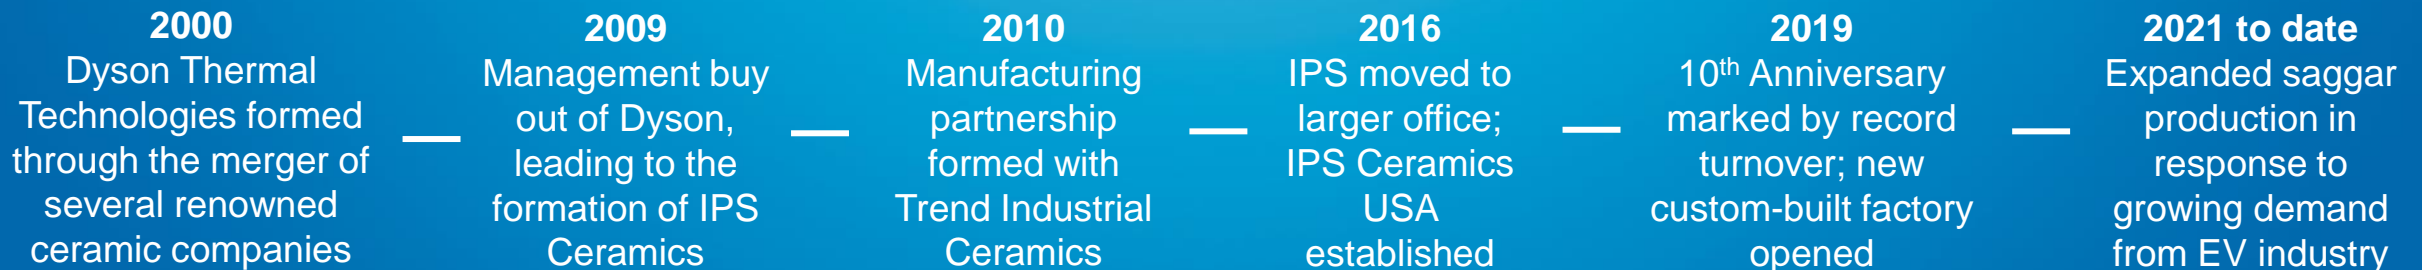 2000
Dyson Thermal
Technologies formed
through the merger of
several renowned
ceramic companies
2009
Management buy
out of Dyson,
leading to the
formation of IPS
Ceramics
2010
Manufacturing
partnership
formed with
Trend Industrial
Ceramics
2016
IPS moved to
larger office;
IPS Ceramics
USA
established
2019
10th Anniversary
marked by record
turnover; new
custom-built factory
opened
2021 to date
Expanded saggar
production in
response to
growing demand
from EV industry